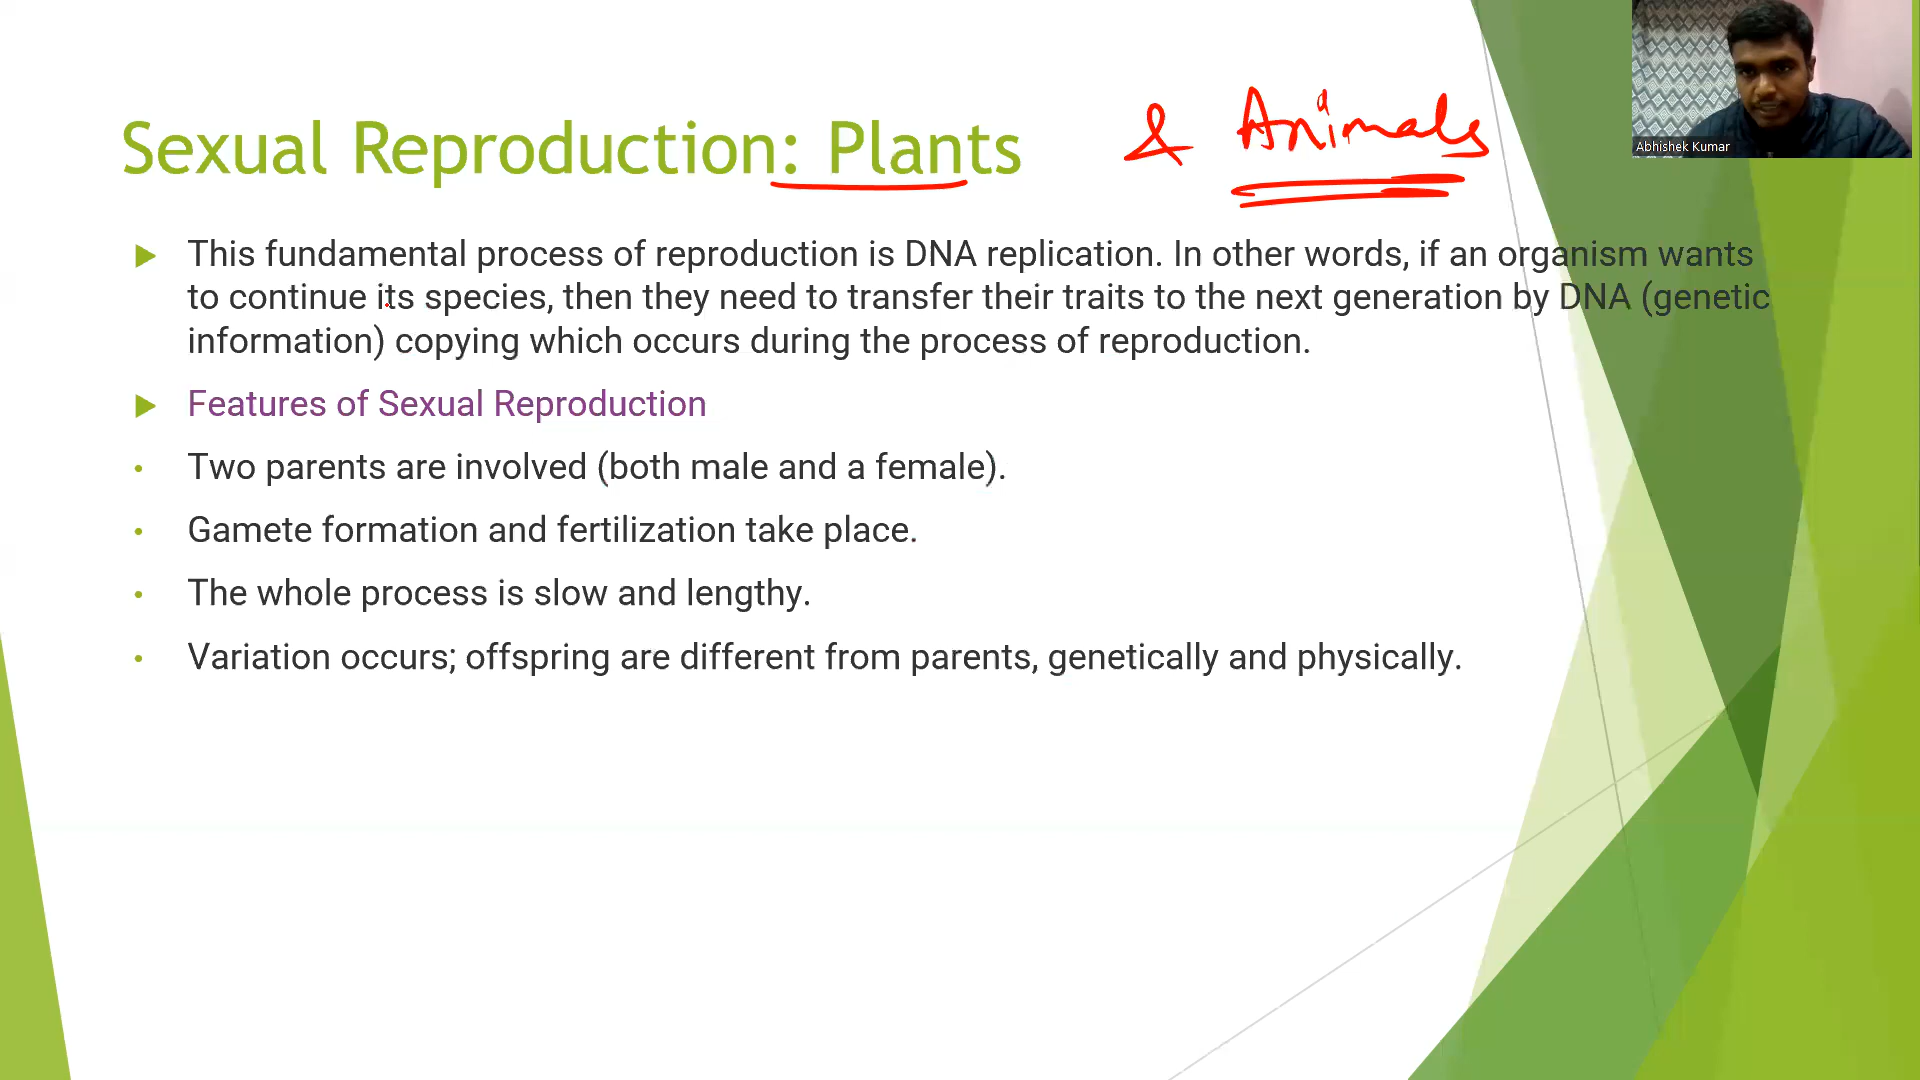 Sexual Reproduction: Plants & Animals
Abhishek Kumar
This fundamental process of reproduction is DNA replication. In other words, if an organism wants
to continue its species, then they need to transfer their traits to the next generation by DNA (genetic
information) copying which occurs during the process of reproduction.
Features of Sexual Reproduction
Two parents are involved (both male and a female).
Gamete formation and fertilization take place.
The whole process is slow and lengthy.
Variation occurs; offspring are different from parents, genetically and physically.